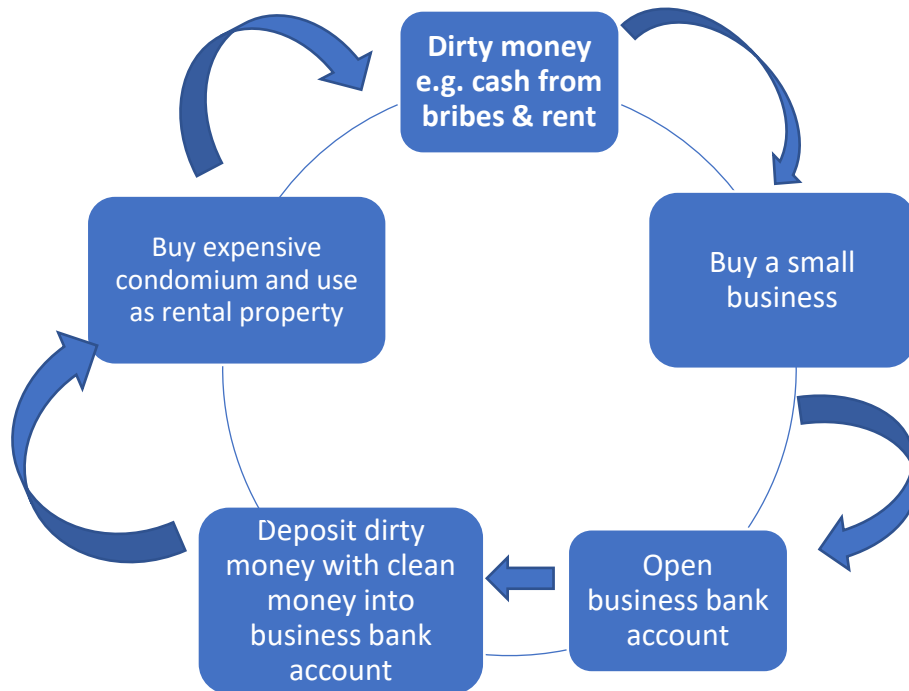 Dirty money
e.g. cash from
bribes & rent
Buy a small
business
Open
business bank
account
Deposit dirty
money with clean
money into
business bank
account
Buy expensive
condomium and use
as rental property